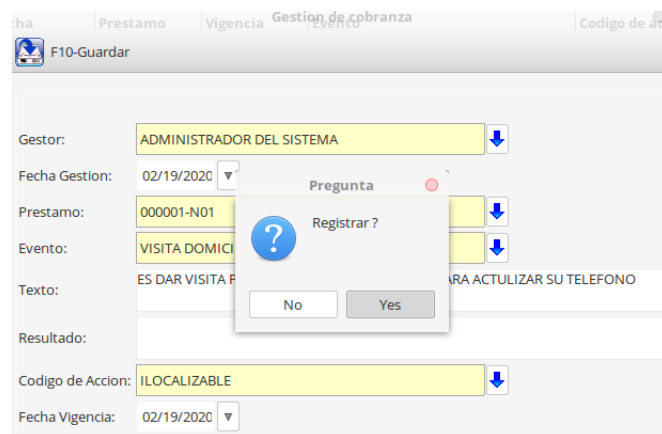 Gestion de cobranza
Prestamo Vigencia Evento Codigo de
F10-Guardar
Gestor: ADMINISTRADOR DEL SISTEMA
Fecha Gestion: 02/19/2020
Pregunta
Prestamo: 000001-N01
Registrar ?
Evento: VISITA
Texto: ES DAR VISITA ACTULIZAR SU TELEFONO
No Yes
Resultado:
Codigo de Accion: ILOCALIZABLE
Fecha Vigencia: 02/19/2020